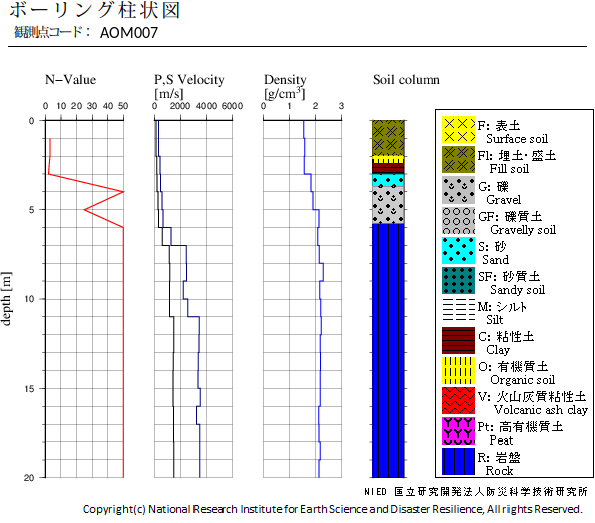 ボーリング柱状図
観測点コード： AOM007
N-Value
P,S Velocity
[m/s]
Density
[g/cm3]
Soil column
0 10 20 30 40 50
0 2000 4000 6000
0 1 2 3
0
5
10
15
20
depth [m]
F: 表土
Surface soil
Fl: 埋土・盛土
Fill soil
G: 礫
Gravel
GF: 礫質土
Gravelly soil
S: 砂
Sand
SF: 砂質土
Sandy soil
M: シルト
Silt
C: 粘性土
Clay
O: 有機質土
Organic soil
V: 火山灰質粘性土
Volcanic ash clay
Pt: 高有機質土
Peat
R: 岩盤
Rock
NIED 国立研究開発法人防災科学技術研究所
Copyright(c) National Research Institute for Earth Science and Disaster Resilience, All rights Reserved.